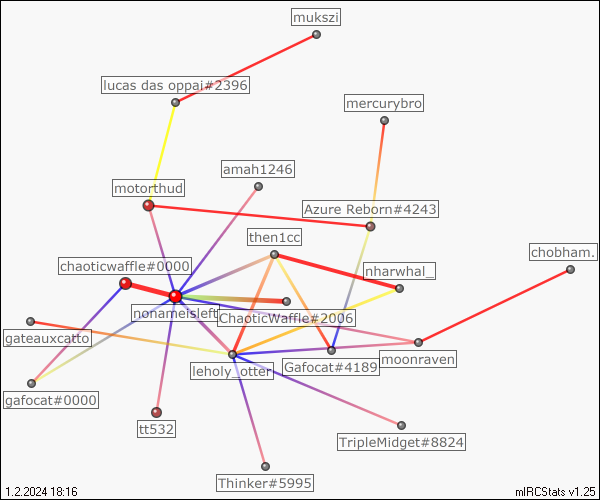 mukszi
lucas das oppai#2396
mercurybro
amah1246
motorthud
Azure Reborn#4243
then1cc
chobham.
chaoticwaffle#0000
nharwhal_
nonameisleft
ChaoticWaffle#2006
gateauxcatto
moonraven
Gafocat#4189
leholy_otter
gafocat#0000
tt532
TripleMidget#8824
Thinker#5995
1.2.2024 18:16
mIRCStats v1.25